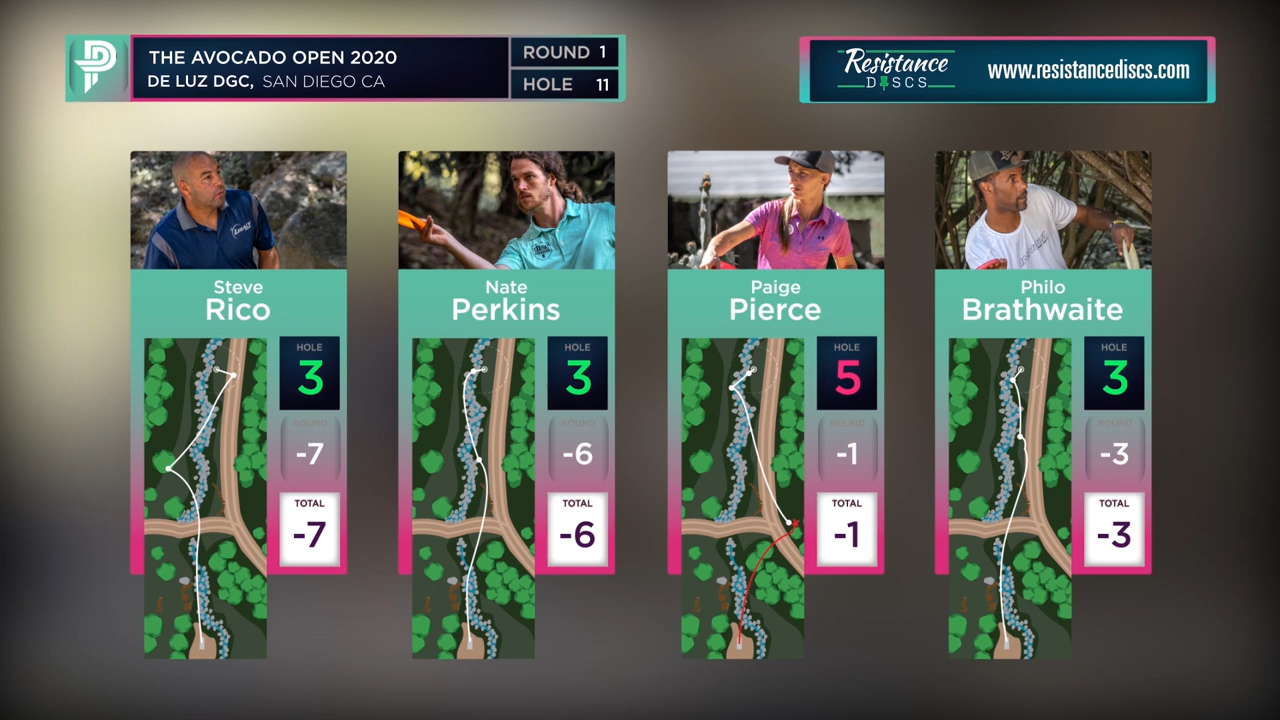 THE AVOCADO OPEN 2020
DE LUZ DGC, SAN DIEGO CA
ROUND 1
HOLE 11
Resistance
DISCS
www.resistancediscs.com
Steve
Rico
HOLE
3
ROUND
-7
TOTAL
-7
Nate
Perkins
HOLE
3
ROUND
-6
TOTAL
-6
Paige
Pierce
HOLE
5
ROUND
-1
TOTAL
-1
Philo
Brathwaite
HOLE
3
ROUND
-3
TOTAL
-3